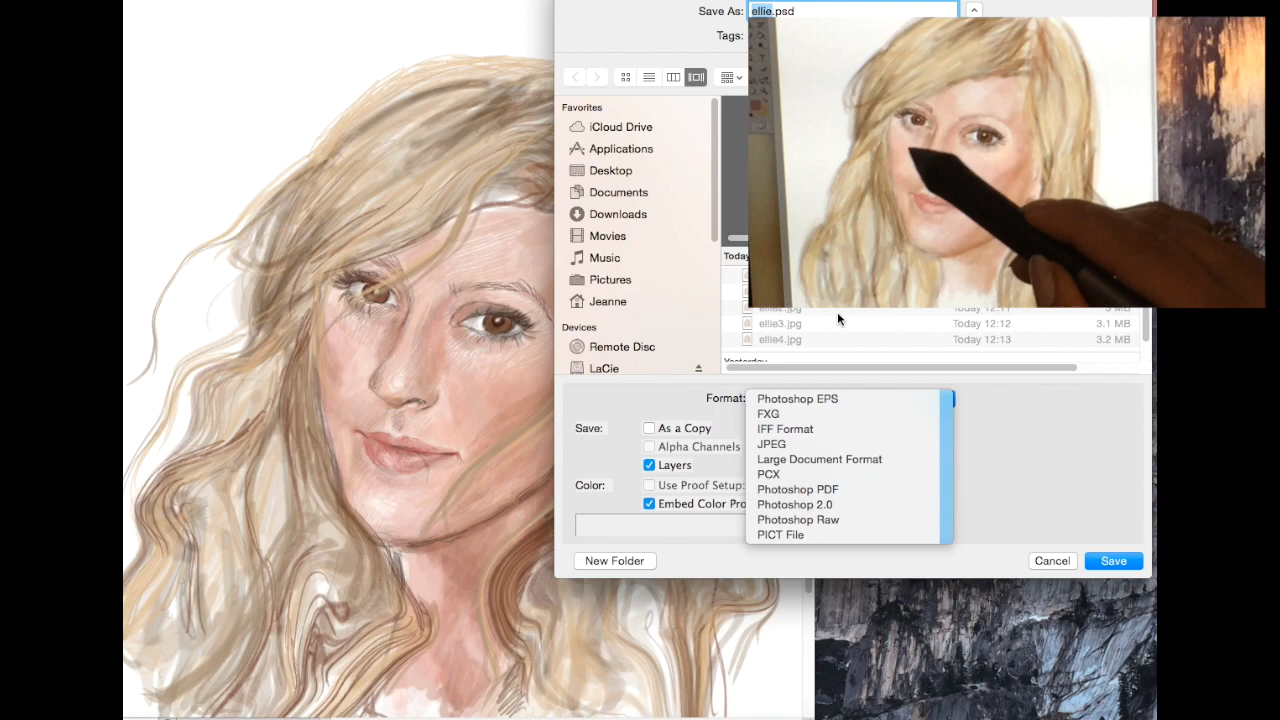 Save As: ellie.psd
Tags:
Favorites
iCloud Drive
Applications
Desktop
Documents
Downloads
Movies
Music
Pictures
Jeanne
Devices
Remote Disc
LaCie
Today
ellie3.jpg Today 12:12 3.1 MB
ellie4.jpg Today 12:13 3.2 MB
Yesterday
Format:
Photoshop EPS
FXG
IFF Format
JPEG
Large Document Format
PCX
Photoshop PDF
Photoshop 2.0
Photoshop Raw
PICT File
Save:
As a Copy
Alpha Channels
Layers
Color:
Use Proof Setup:
Embed Color Pro
New Folder
Cancel
Save